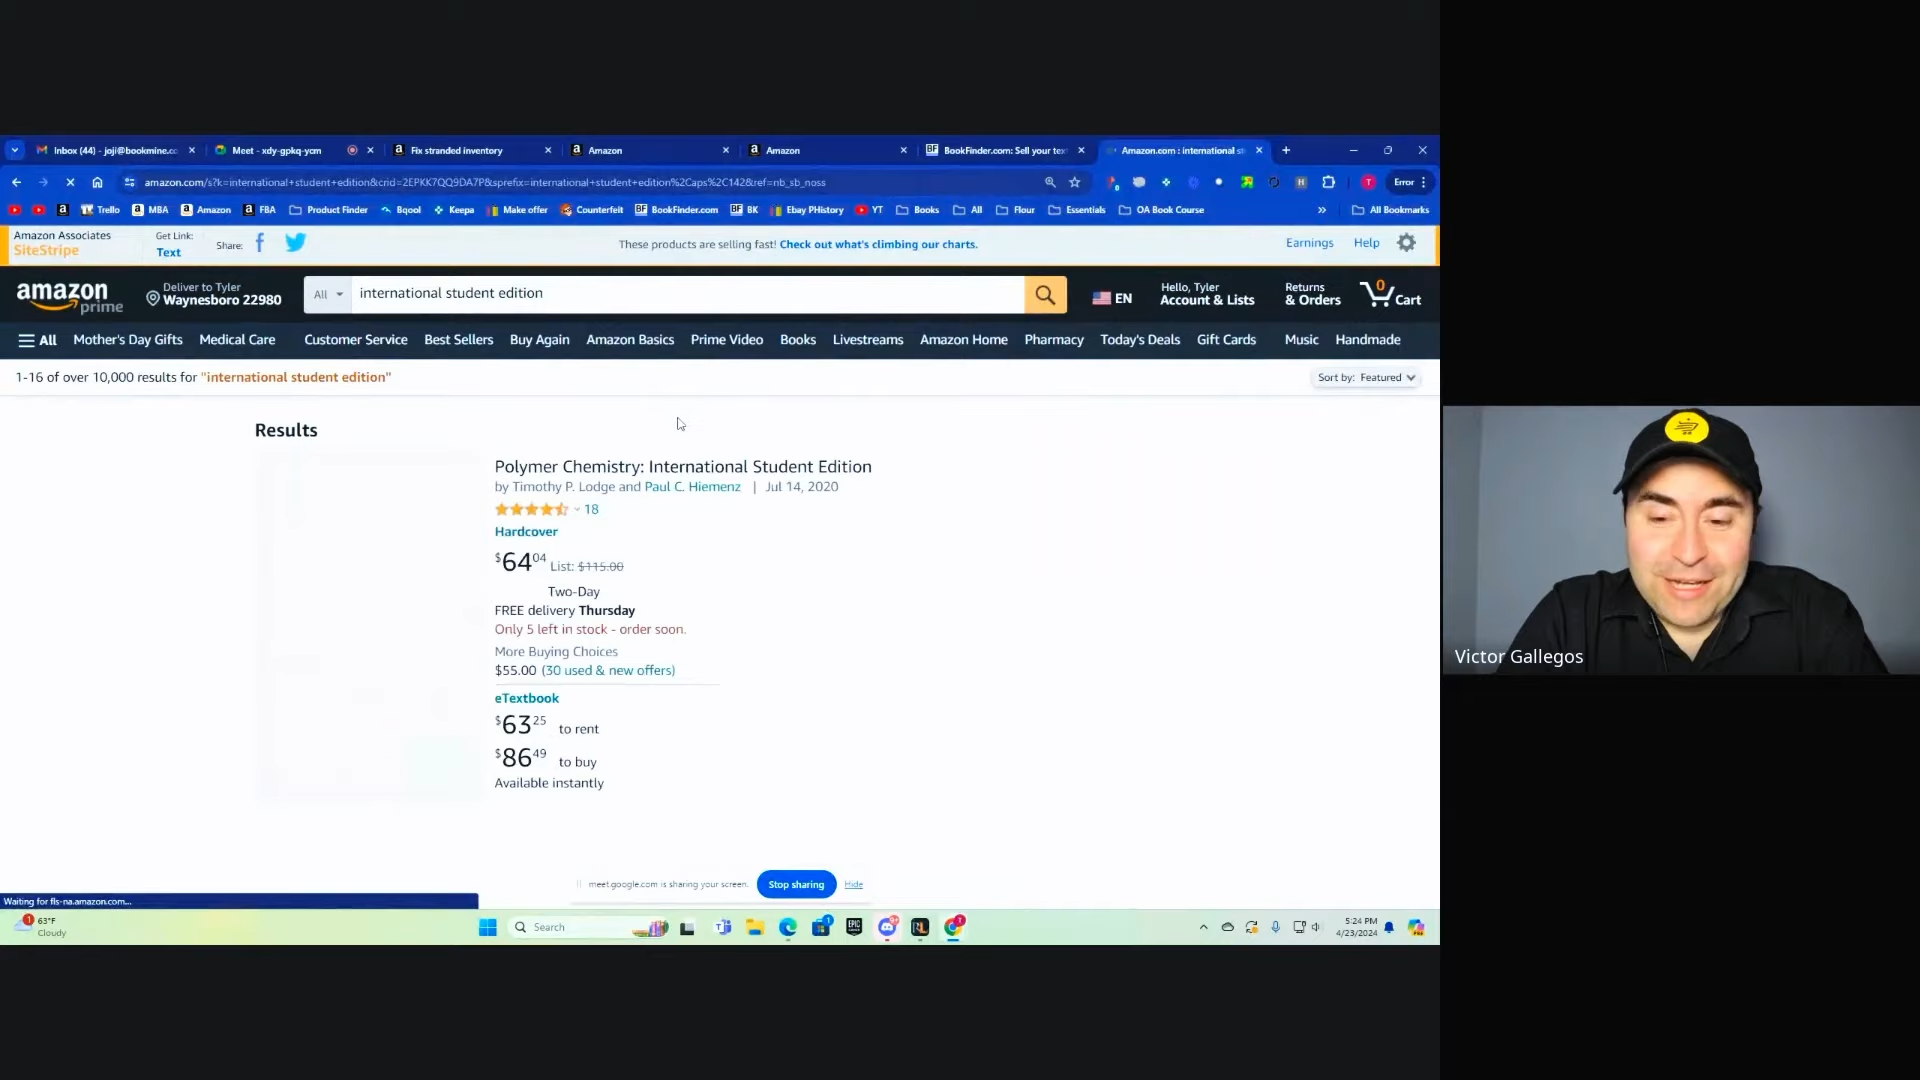 Inbox (44) - joji@bookmine.cc
Meet - xdy-gpkq-ycm
Fix stranded inventory
Amazon
Amazon
BookFinder.com: Sell your tex
Amazon.com : international st
amazon.com/s?k=international+student+edition&crid=2EPKK7QQ9DA7P&sprefix=international+student+edition%2Caps%2C142&ref=nb_sb_noss
Error
Trello
MBA
Amazon
FBA
Product Finder
Bqool
Keepa
Make offer
Counterfeit
BookFinder.com
BK
Ebay PHistory
YT
Books
All
Flour
Essentials
OA Book Course
All Bookmarks
Amazon Associates
SiteStripe
Get Link:
Text
Share:
These products are selling fast! Check out what's climbing our charts.
Earnings
Help
amazon
prime
Deliver to Tyler
Waynesboro 22980
All
international student edition
EN
Hello, Tyler
Account & Lists
Returns
& Orders
0
Cart
All
Mother's Day Gifts
Medical Care
Customer Service
Best Sellers
Buy Again
Amazon Basics
Prime Video
Books
Livestreams
Amazon Home
Pharmacy
Today's Deals
Gift Cards
Music
Handmade
1-16 of over 10,000 results for "international student edition"
Sort by: Featured
Results
Polymer Chemistry: International Student Edition
by Timothy P. Lodge and Paul C. Hiemenz | Jul 14, 2020
18
Hardcover
$64 04 List: $115.00
Two-Day
FREE delivery Thursday
Only 5 left in stock - order soon.
More Buying Choices
$55.00 (30 used & new offers)
eTextbook
$63 25 to rent
$86 49 to buy
Available instantly
meet.google.com is sharing your screen.
Stop sharing
Hide
Waiting for fls-na.amazon.com...
63°F
Cloudy
Search
5:24 PM
4/23/2024
Victor Gallegos